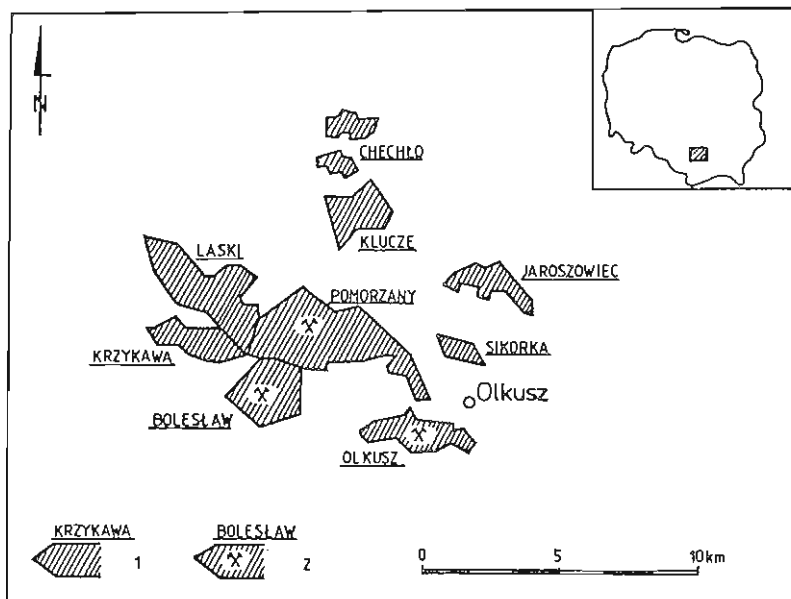 N
CHECHŁO
KLUCZE
LASKI
JAROSZOWIEC
POMORZANY
SIKORKA
KRZYKAWA
Olkusz
BOLESŁAW
OLKUSZ
KRZYKAWA
1
BOLESŁAW
2
0 5 10km